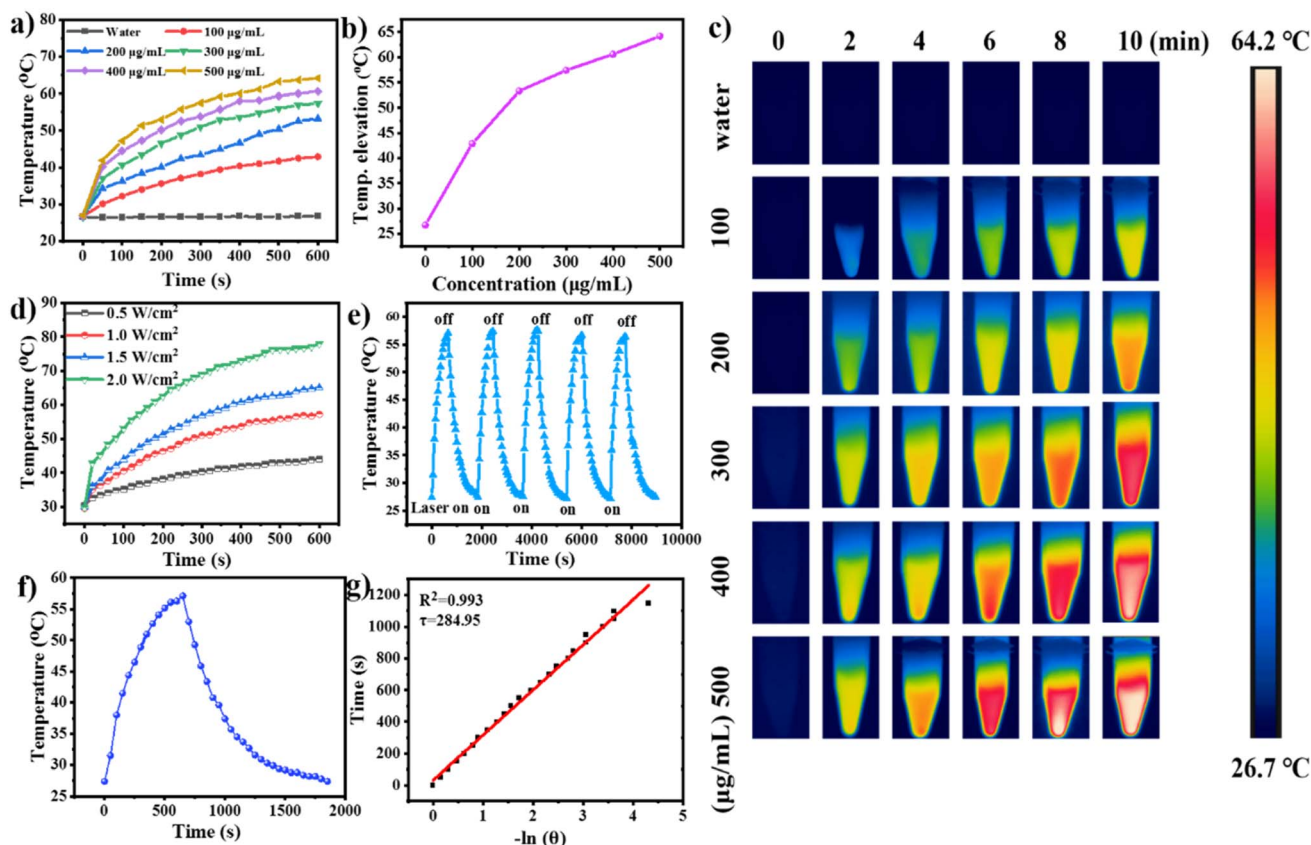 a)
Water 100 μg/mL
200 μg/mL 300 μg/mL
400 μg/mL 500 μg/mL
80
70
60
50
40
30
20
Temperature (⁰C)
0 100 200 300 400 500 600
Time (s)
b)
65
60
55
50
45
40
35
30
25
Temp. elevation (⁰C)
0 100 200 300 400 500
Concentration (μg/mL)
c)
0 2 4 6 8 10 (min)
water
100
200
300
400
500
(μg/mL)
64.2 ℃
26.7 ℃
d)
0.5 W/cm²
1.0 W/cm²
1.5 W/cm²
2.0 W/cm²
90
80
70
60
50
40
30
Temperature (⁰C)
0 100 200 300 400 500 600
Time (s)
e)
off off off off off
60
55
50
45
40
35
30
25
Temperature (⁰C)
Laser on on on on on
0 2000 4000 6000 8000 10000
Time (s)
f)
60
55
50
45
40
35
30
25
Temperature (⁰C)
0 500 1000 1500 2000
Time (s)
g)
R²=0.993
τ=284.95
1200
1000
800
600
400
200
0
Time (s)
0 1 2 3 4 5
-ln (θ)